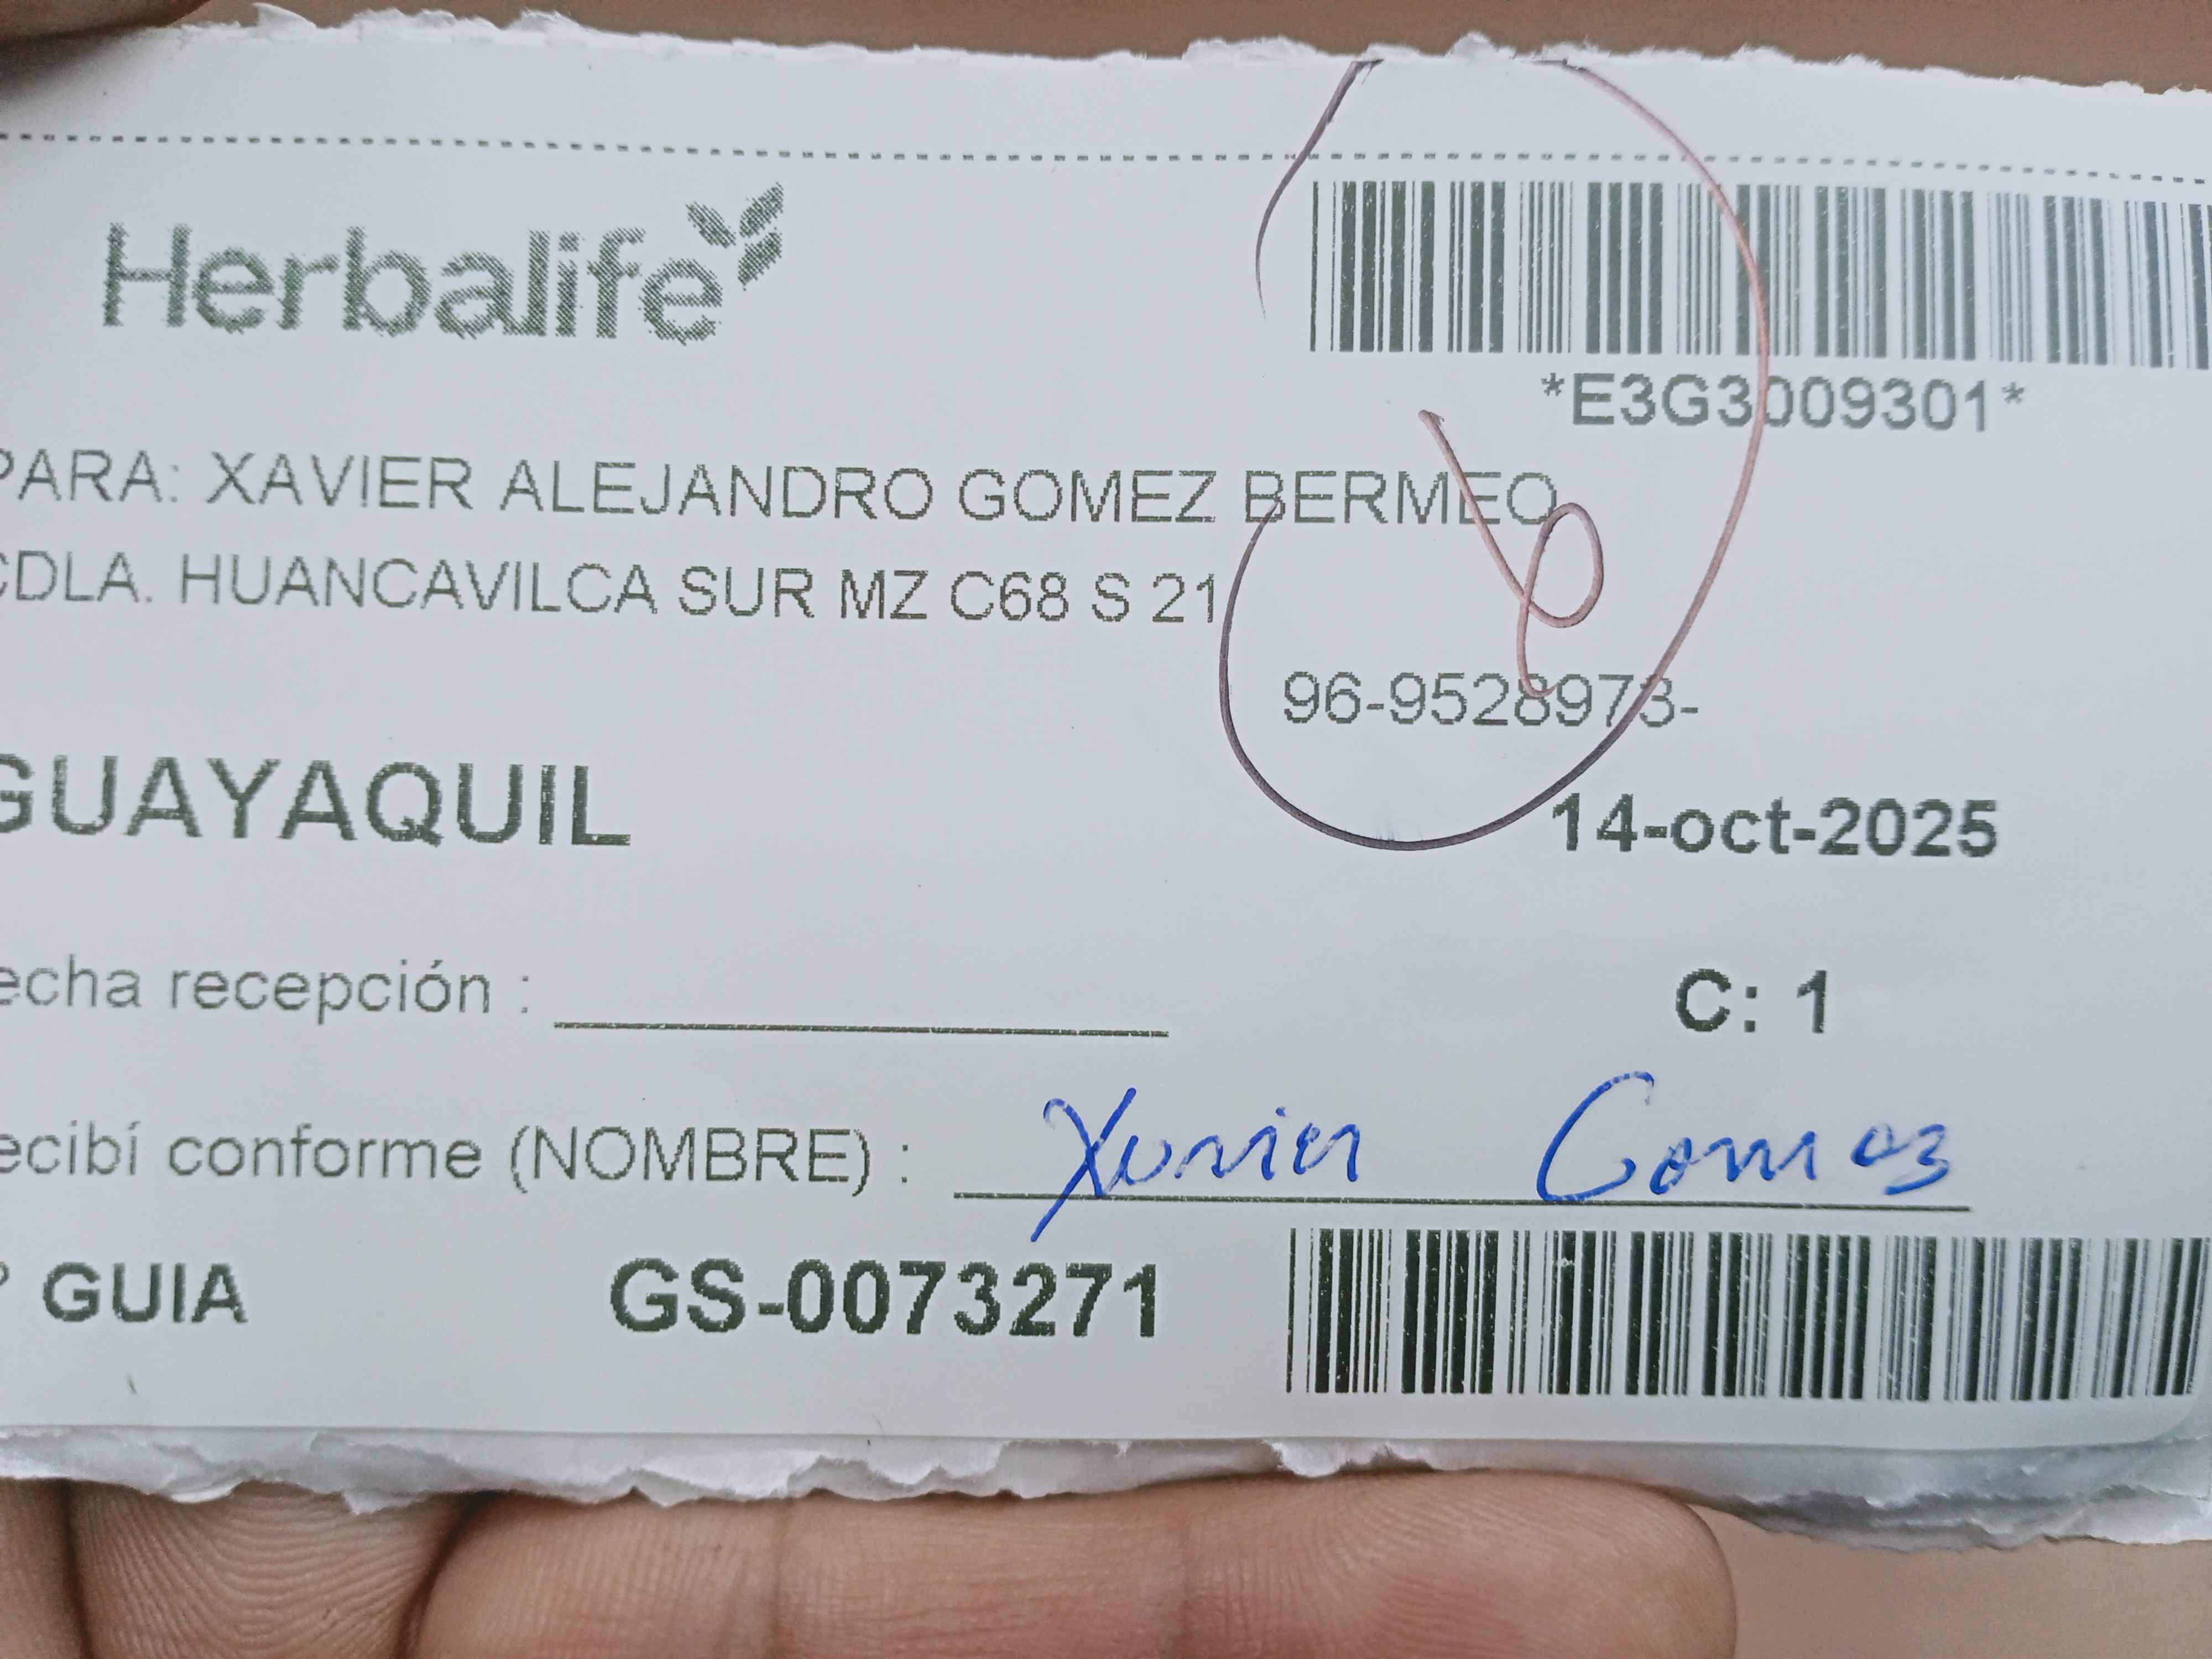 Herbalife
*E3G3009301*
PARA: XAVIER ALEJANDRO GOMEZ BERMEO
CDLA. HUANCAVILCA SUR MZ C68 S 21
96-9528973-
GUAYAQUIL
14-oct-2025
echa recepción :
C: 1
ecibí conforme (NOMBRE) : Xavier Gomez
° GUIA GS-0073271